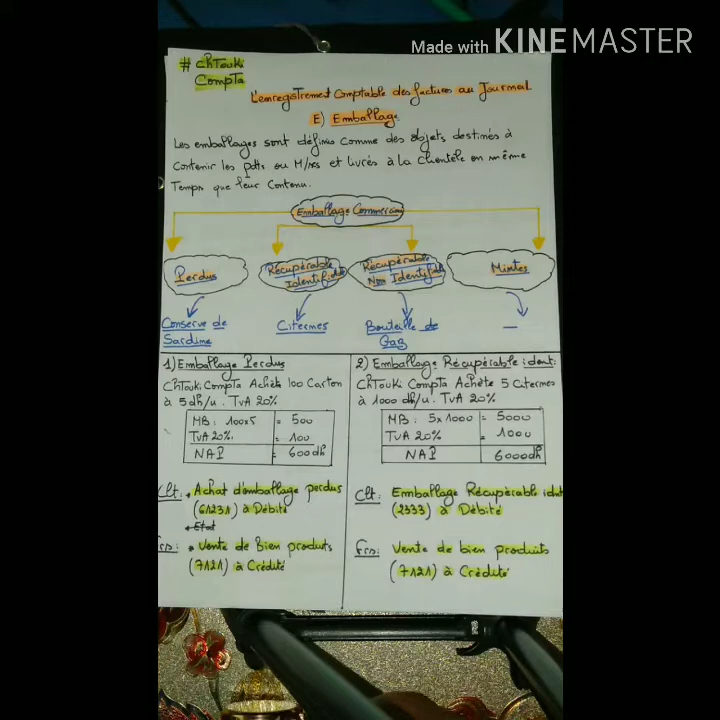 Made with KINEMASTER
# ChTouki
CompTa
L'enregistrement Comptable des factures au Journal
E) Emballage
Les emballages sont définis comme des objets destinés à
Contenir les pdts ou M/ses et livrés à la clientèle en même
Temps que leur Contenu.
Emballage Commercial
Perdus
Récupérable Identifiable
Récupérable Non Identifiable
Mixtes
Conserve de Sardine
Citernes
Bouteille de Gaz
—
1) Emballage Perdus
ChTouki CompTa Achète 100 Carton
à 5dh/u. TVA 20%
MB: 100x5 = 500
TVA 20% = 100
NAP = 600dh
Clt: • Achat d'emballage perdus
(61231) à Débité
• Etat
Frs: • Vente de Bien produits
(7121) à Crédité
2) Emballage Récupérable ident:
ChTouKi CompTa Achète 5 Citernes
à 1000 dh/u. TVA 20%
MB: 5x1000 = 5000
TVA 20% = 1000
NAP 6000dh
Clt: Emballage Récupérable idnt
(2333) à Débité
Frs: Vente de bien produits
(7121) à Crédité